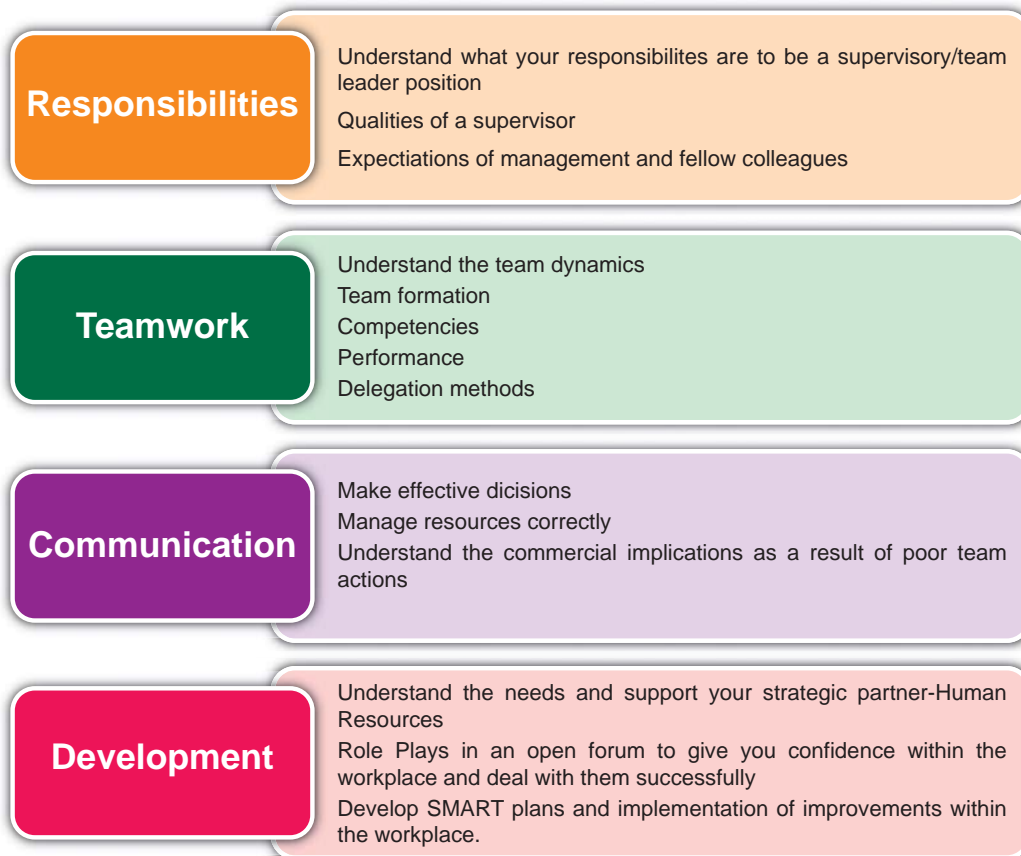 Responsibilities
Understand what your responsibilites are to be a supervisory/team
leader position
Qualities of a supervisor
Expectiations of management and fellow colleagues
Teamwork
Understand the team dynamics
Team formation
Competencies
Performance
Delegation methods
Communication
Make effective dicisions
Manage resources correctly
Understand the commercial implications as a result of poor team
actions
Development
Understand the needs and support your strategic partner-Human
Resources
Role Plays in an open forum to give you confidence within the
workplace and deal with them successfully
Develop SMART plans and implementation of improvements within
the workplace.